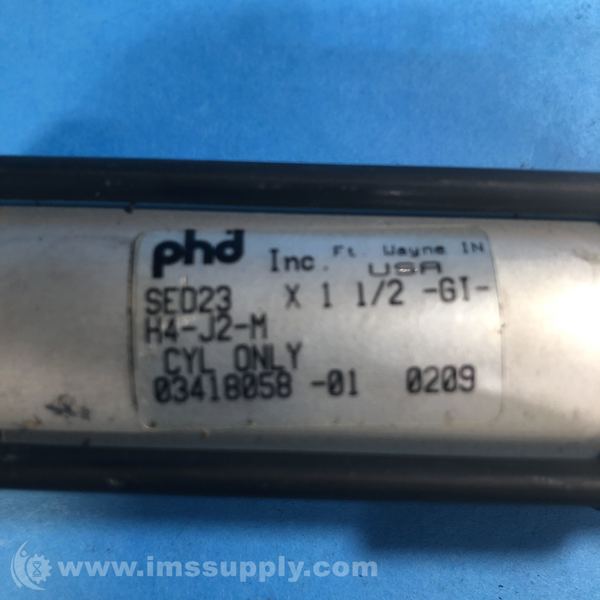 phd Inc. Ft. Wayne IN
USA
SED23 X 1 1/2 -GI-
H4-J2-M
CYL ONLY
03418058 -01 0209
www.imssupply.com